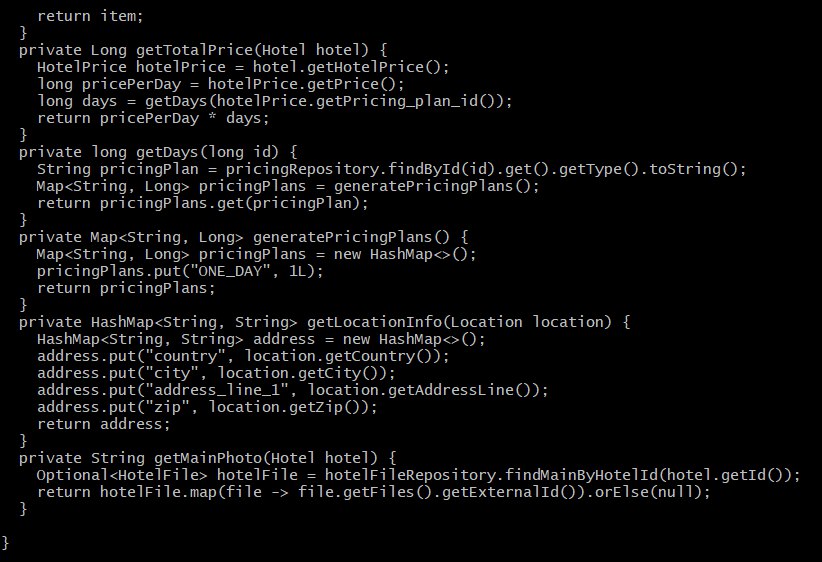 return item;
  }
  private Long getTotalPrice(Hotel hotel) {
    HotelPrice hotelPrice = hotel.getHotelPrice();
    long pricePerDay = hotelPrice.getPrice();
    long days = getDays(hotelPrice.getPricing_plan_id());
    return pricePerDay * days;
  }
  private long getDays(long id) {
    String pricingPlan = pricingRepository.findById(id).get().getType().toString();
    Map<String, Long> pricingPlans = generatePricingPlans();
    return pricingPlans.get(pricingPlan);
  }
  private Map<String, Long> generatePricingPlans() {
    Map<String, Long> pricingPlans = new HashMap<>();
    pricingPlans.put("ONE_DAY", 1L);
    return pricingPlans;
  }
  private HashMap<String, String> getLocationInfo(Location location) {
    HashMap<String, String> address = new HashMap<>();
    address.put("country", location.getCountry());
    address.put("city", location.getCity());
    address.put("address_line_1", location.getAddressLine());
    address.put("zip", location.getZip());
    return address;
  }
  private String getMainPhoto(Hotel hotel) {
    Optional<HotelFile> hotelFile = hotelFileRepository.findMainByHotelId(hotel.getId());
    return hotelFile.map(file -> file.getFiles().getExternalId()).orElse(null);
  }

}